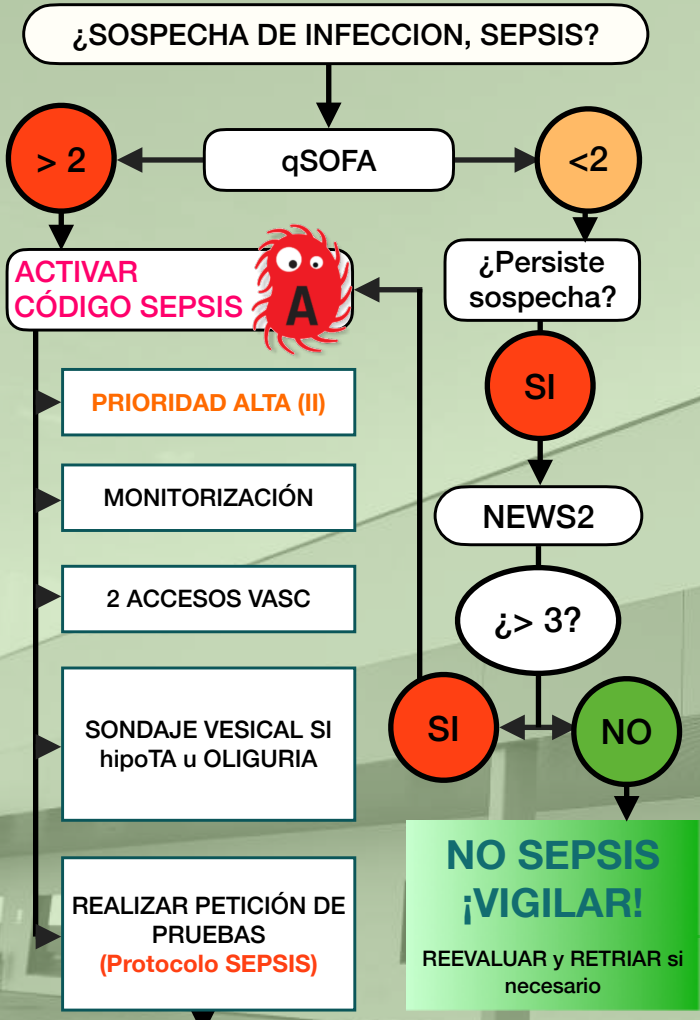 ¿SOSPECHA DE INFECCION, SEPSIS?
> 2
qSOFA
<2
ACTIVAR
CÓDIGO SEPSIS
A
¿Persiste
sospecha?
SI
PRIORIDAD ALTA (II)
MONITORIZACIÓN
NEWS2
2 ACCESOS VASC
¿> 3?
SONDAJE VESICAL SI
hipoTA u OLIGURIA
SI
NO
REALIZAR PETICIÓN DE
PRUEBAS
(Protocolo SEPSIS)
NO SEPSIS
¡VIGILAR!
REEVALUAR y RETRIAR si
necesario